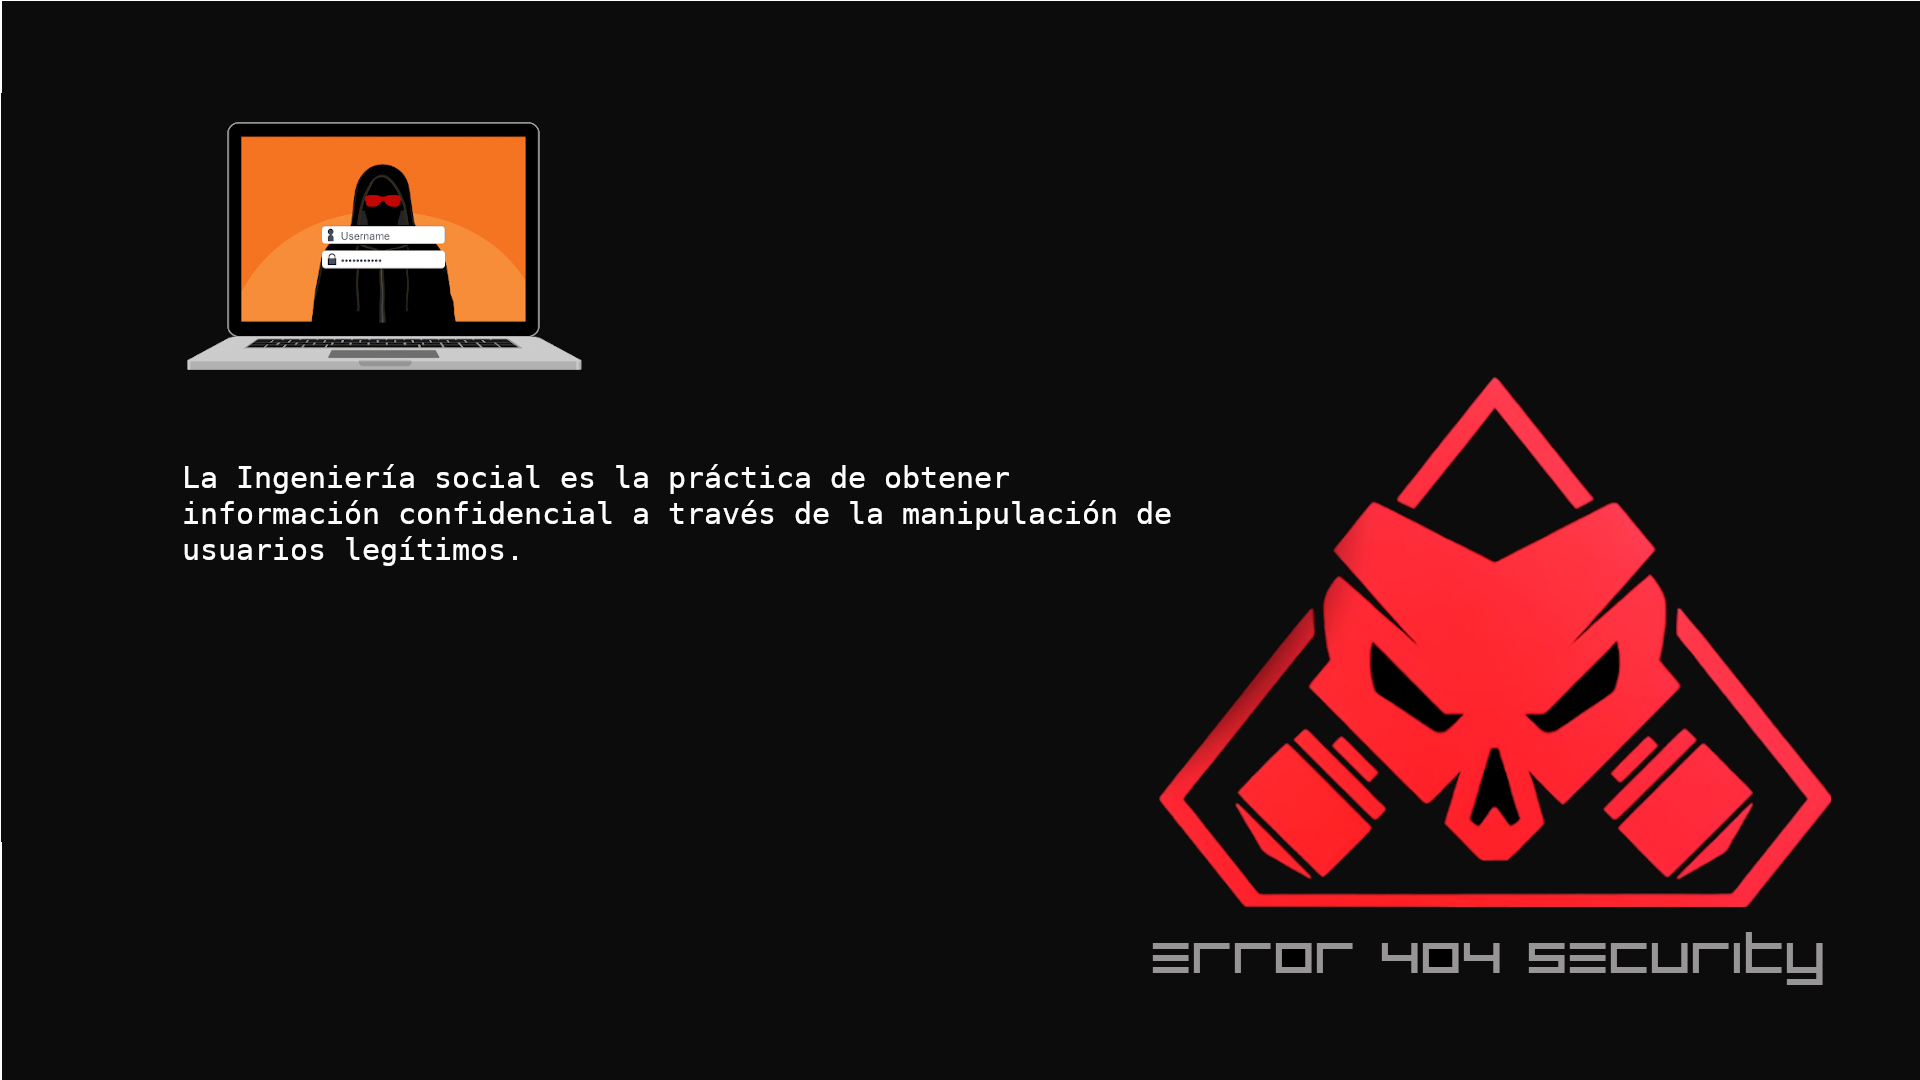 Username
La Ingeniería social es la práctica de obtener
información confidencial a través de la manipulación de
usuarios legítimos.
ERROR 404 SECURITY